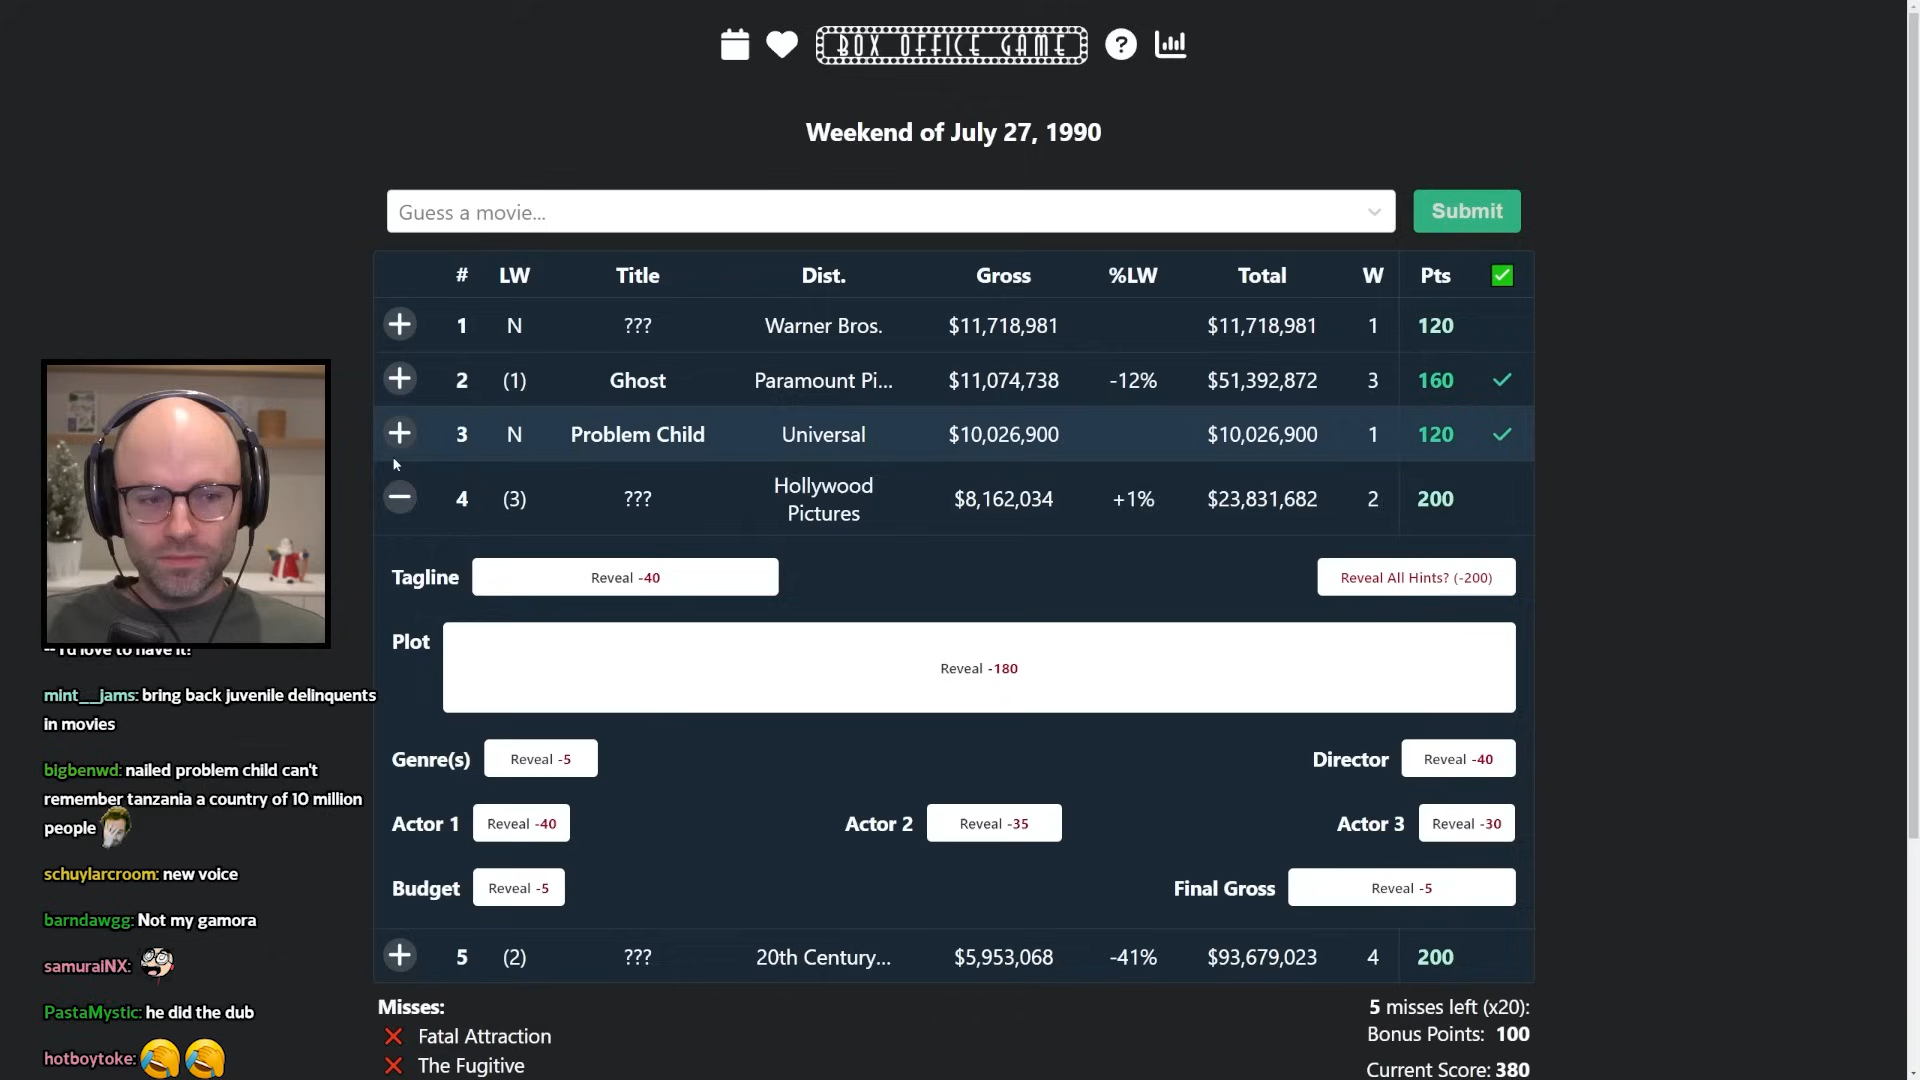 BOX OFFICE GAME
Weekend of July 27, 1990
Guess a movie...
Submit
# LW Title Dist. Gross %LW Total W Pts
1 N ??? Warner Bros. $11,718,981 $11,718,981 1 120
2 (1) Ghost Paramount Pi... $11,074,738 -12% $51,392,872 3 160
3 N Problem Child Universal $10,026,900 $10,026,900 1 120
4 (3) ??? Hollywood Pictures $8,162,034 +1% $23,831,682 2 200
Tagline Reveal -40 Reveal All Hints? (-200)
Plot Reveal -180
Genre(s) Reveal -5 Director Reveal -40
Actor 1 Reveal -40 Actor 2 Reveal -35 Actor 3 Reveal -30
Budget Reveal -5 Final Gross Reveal -5
5 (2) ??? 20th Century... $5,953,068 -41% $93,679,023 4 200
Misses:
Fatal Attraction
The Fugitive
5 misses left (x20):
Bonus Points: 100
Current Score: 380
-- I'd love to have it!
mint__jams: bring back juvenile delinquents
in movies
bigbenwd: nailed problem child can't
remember tanzania a country of 10 million
people
schuylarcroom: new voice
barndawgg: Not my gamora
samuraiNX:
PastaMystic: he did the dub
hotboytoke: